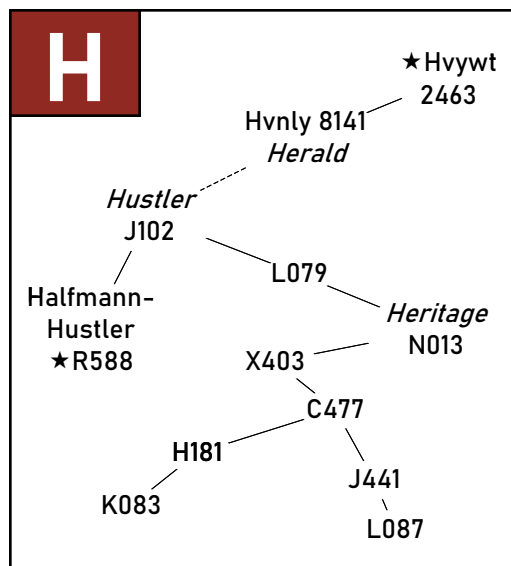 H
★Hvywt
2463
Hvnly 8141
Herald
Hustler
J102
L079
Halfmann-
Hustler
★R588
Heritage
N013
X403
C477
H181
J441
K083
L087